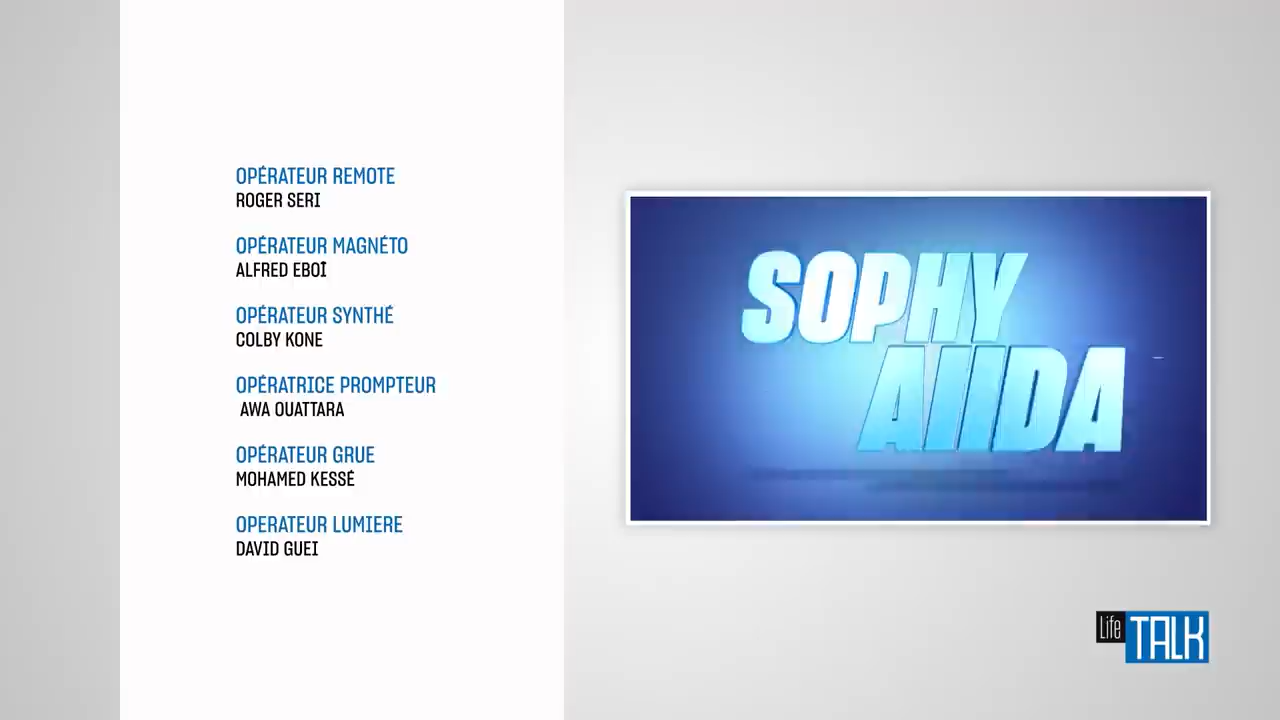 OPÉRATEUR REMOTE
ROGER SERI
OPÉRATEUR MAGNÉTO
ALFRED EBOÏ
OPÉRATEUR SYNTHÉ
COLBY KONE
OPÉRATRICE PROMPTEUR
AWA OUATTARA
OPÉRATEUR GRUE
MOHAMED KESSÉ
OPERATEUR LUMIERE
DAVID GUEI
SOPHY
AIIDA
Life TALK